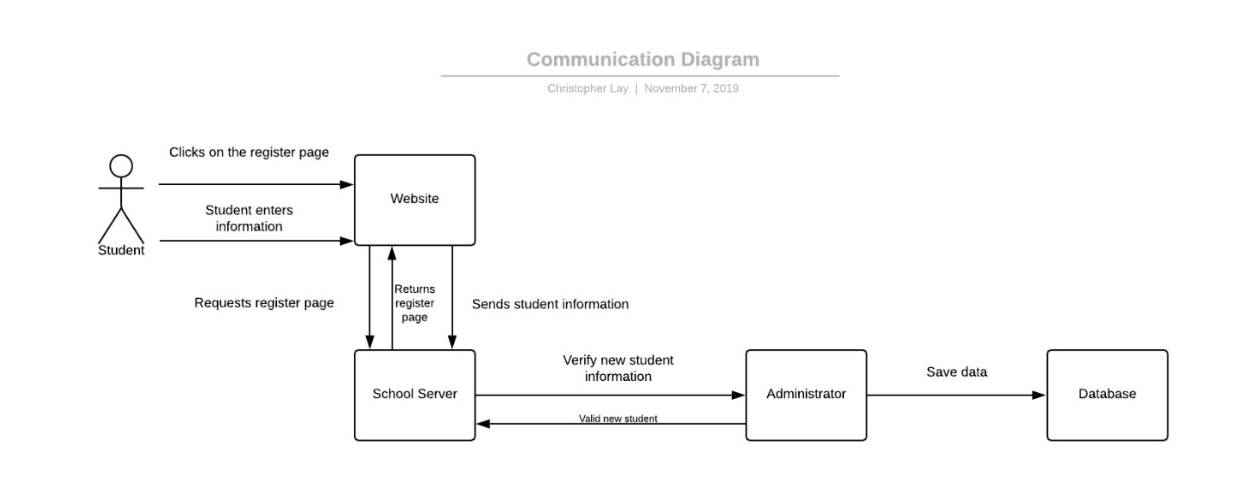 Communication Diagram
Christopher Lay | November 7, 2019
Clicks on the register page
Website
Student enters
information
Student
Requests register page
Returns
register
page
Sends student information
School Server
Verify new student
information
Valid new student
Administrator
Save data
Database